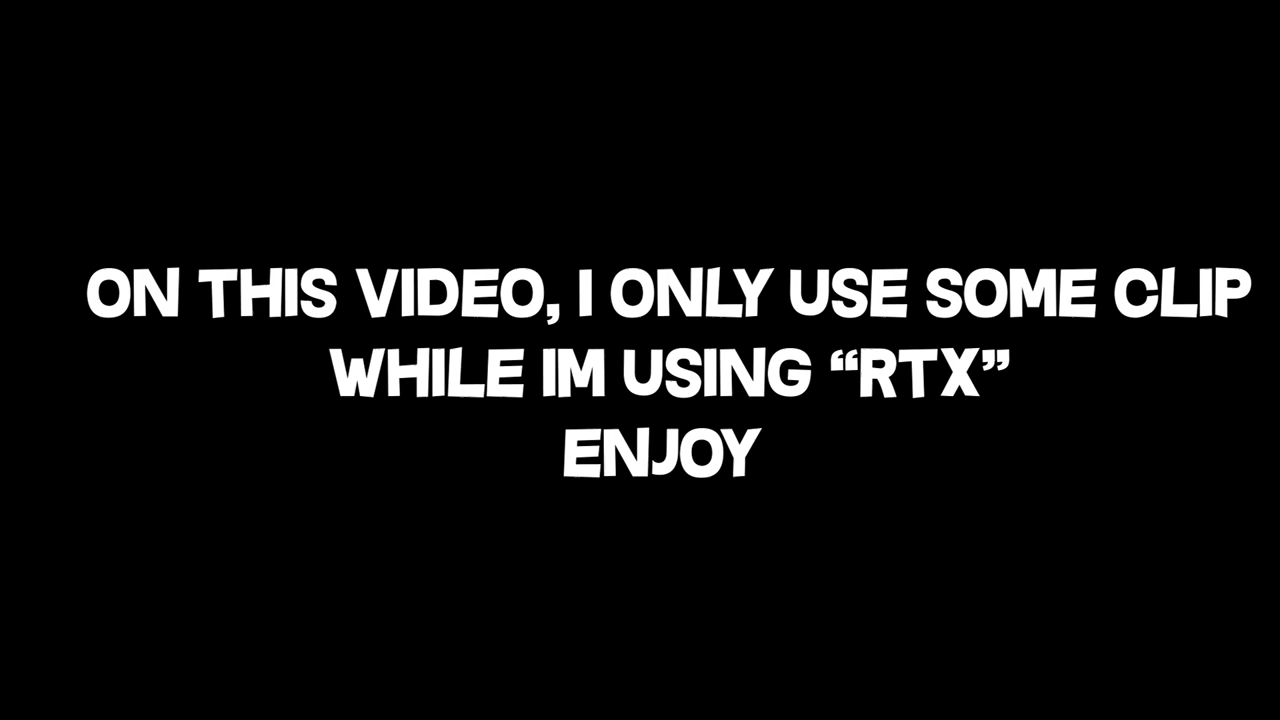 ON THIS VIDEO, I ONLY USE SOME CLIP
WHILE IM USING “RTX”
ENJOY